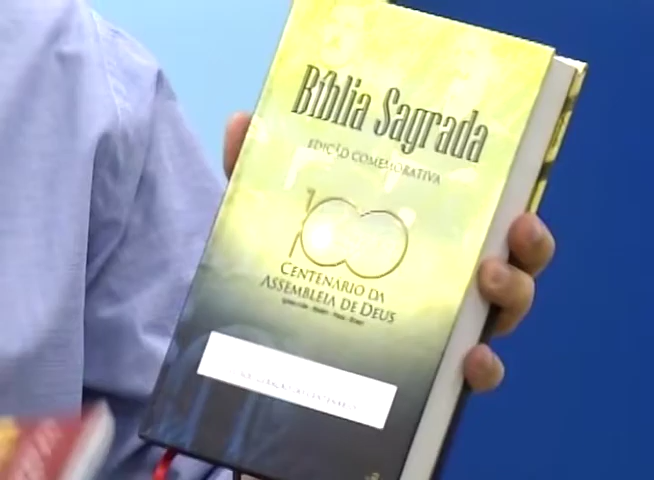 Bíblia Sagrada
EDIÇÃO COMEMORATIVA
100
CENTENÁRIO DA
ASSEMBLEIA DE DEUS